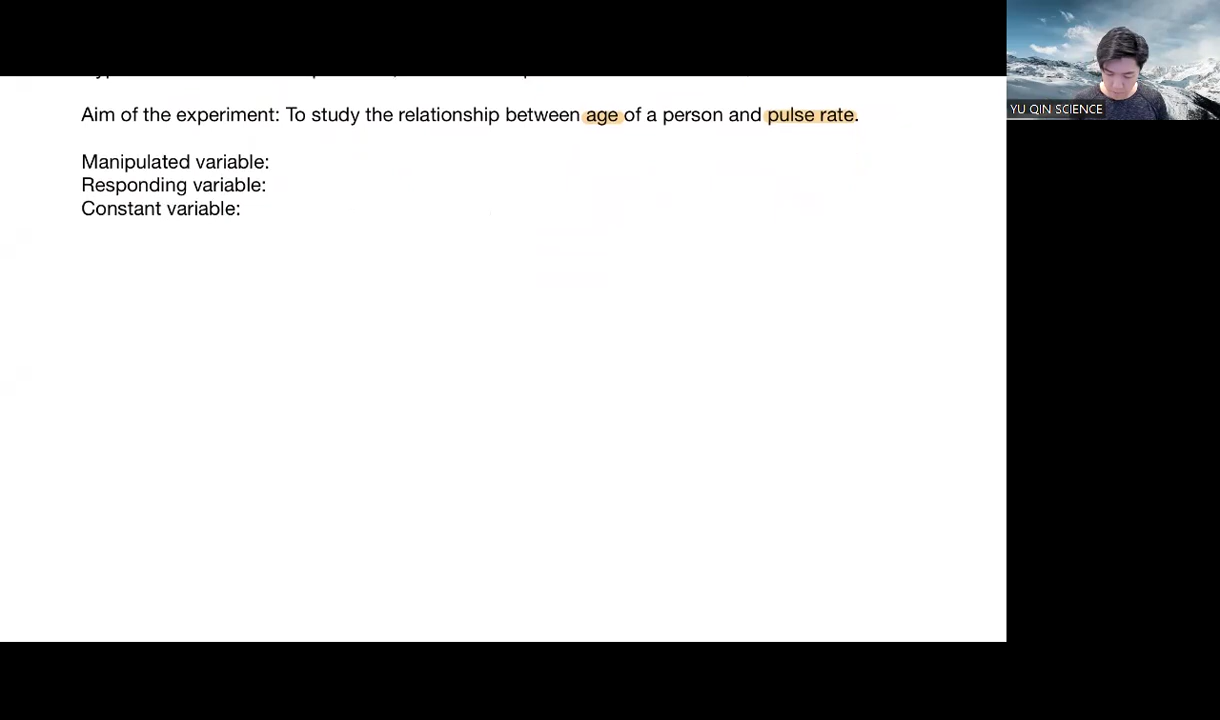 Aim of the experiment: To study the relationship between age of a person and pulse rate.
Manipulated variable:
Responding variable:
Constant variable:
YU QIN SCIENCE